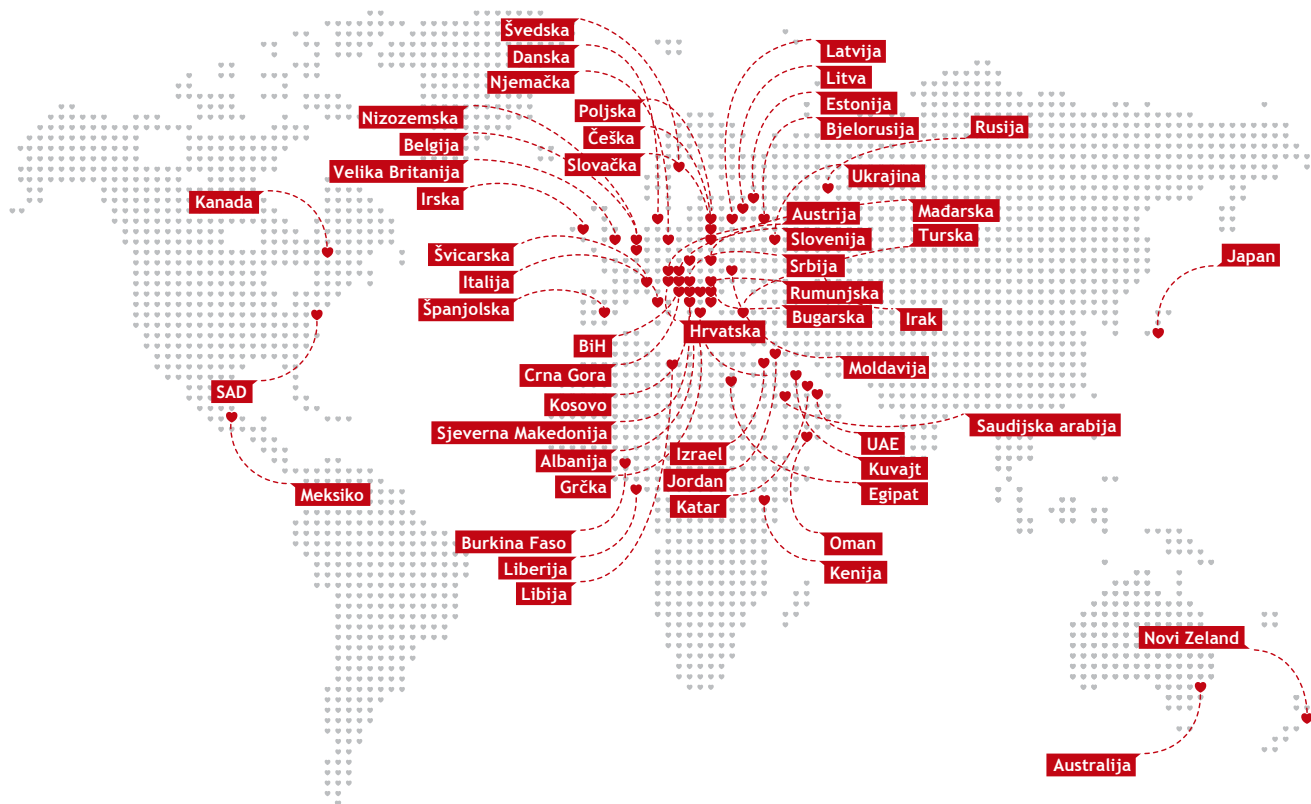 Švedska
Danska
Njemačka
Nizozemska
Belgija
Velika Britanija
Irska
Kanada
Poljska
Češka
Slovačka
Latvija
Litva
Estonija
Bjelorusija
Rusija
Ukrajina
Austrija
Mađarska
Slovenija
Turska
Švicarska
Italija
Španjolska
Srbija
Rumunjska
Bugarska
Irak
Japan
Hrvatska
BiH
Crna Gora
Kosovo
Sjeverna Makedonija
Albanija
Grčka
Moldavija
SAD
Meksiko
Izrael
Jordan
Katar
Saudijska arabija
UAE
Kuvajt
Egipat
Burkina Faso
Liberija
Libija
Oman
Kenija
Novi Zeland
Australija